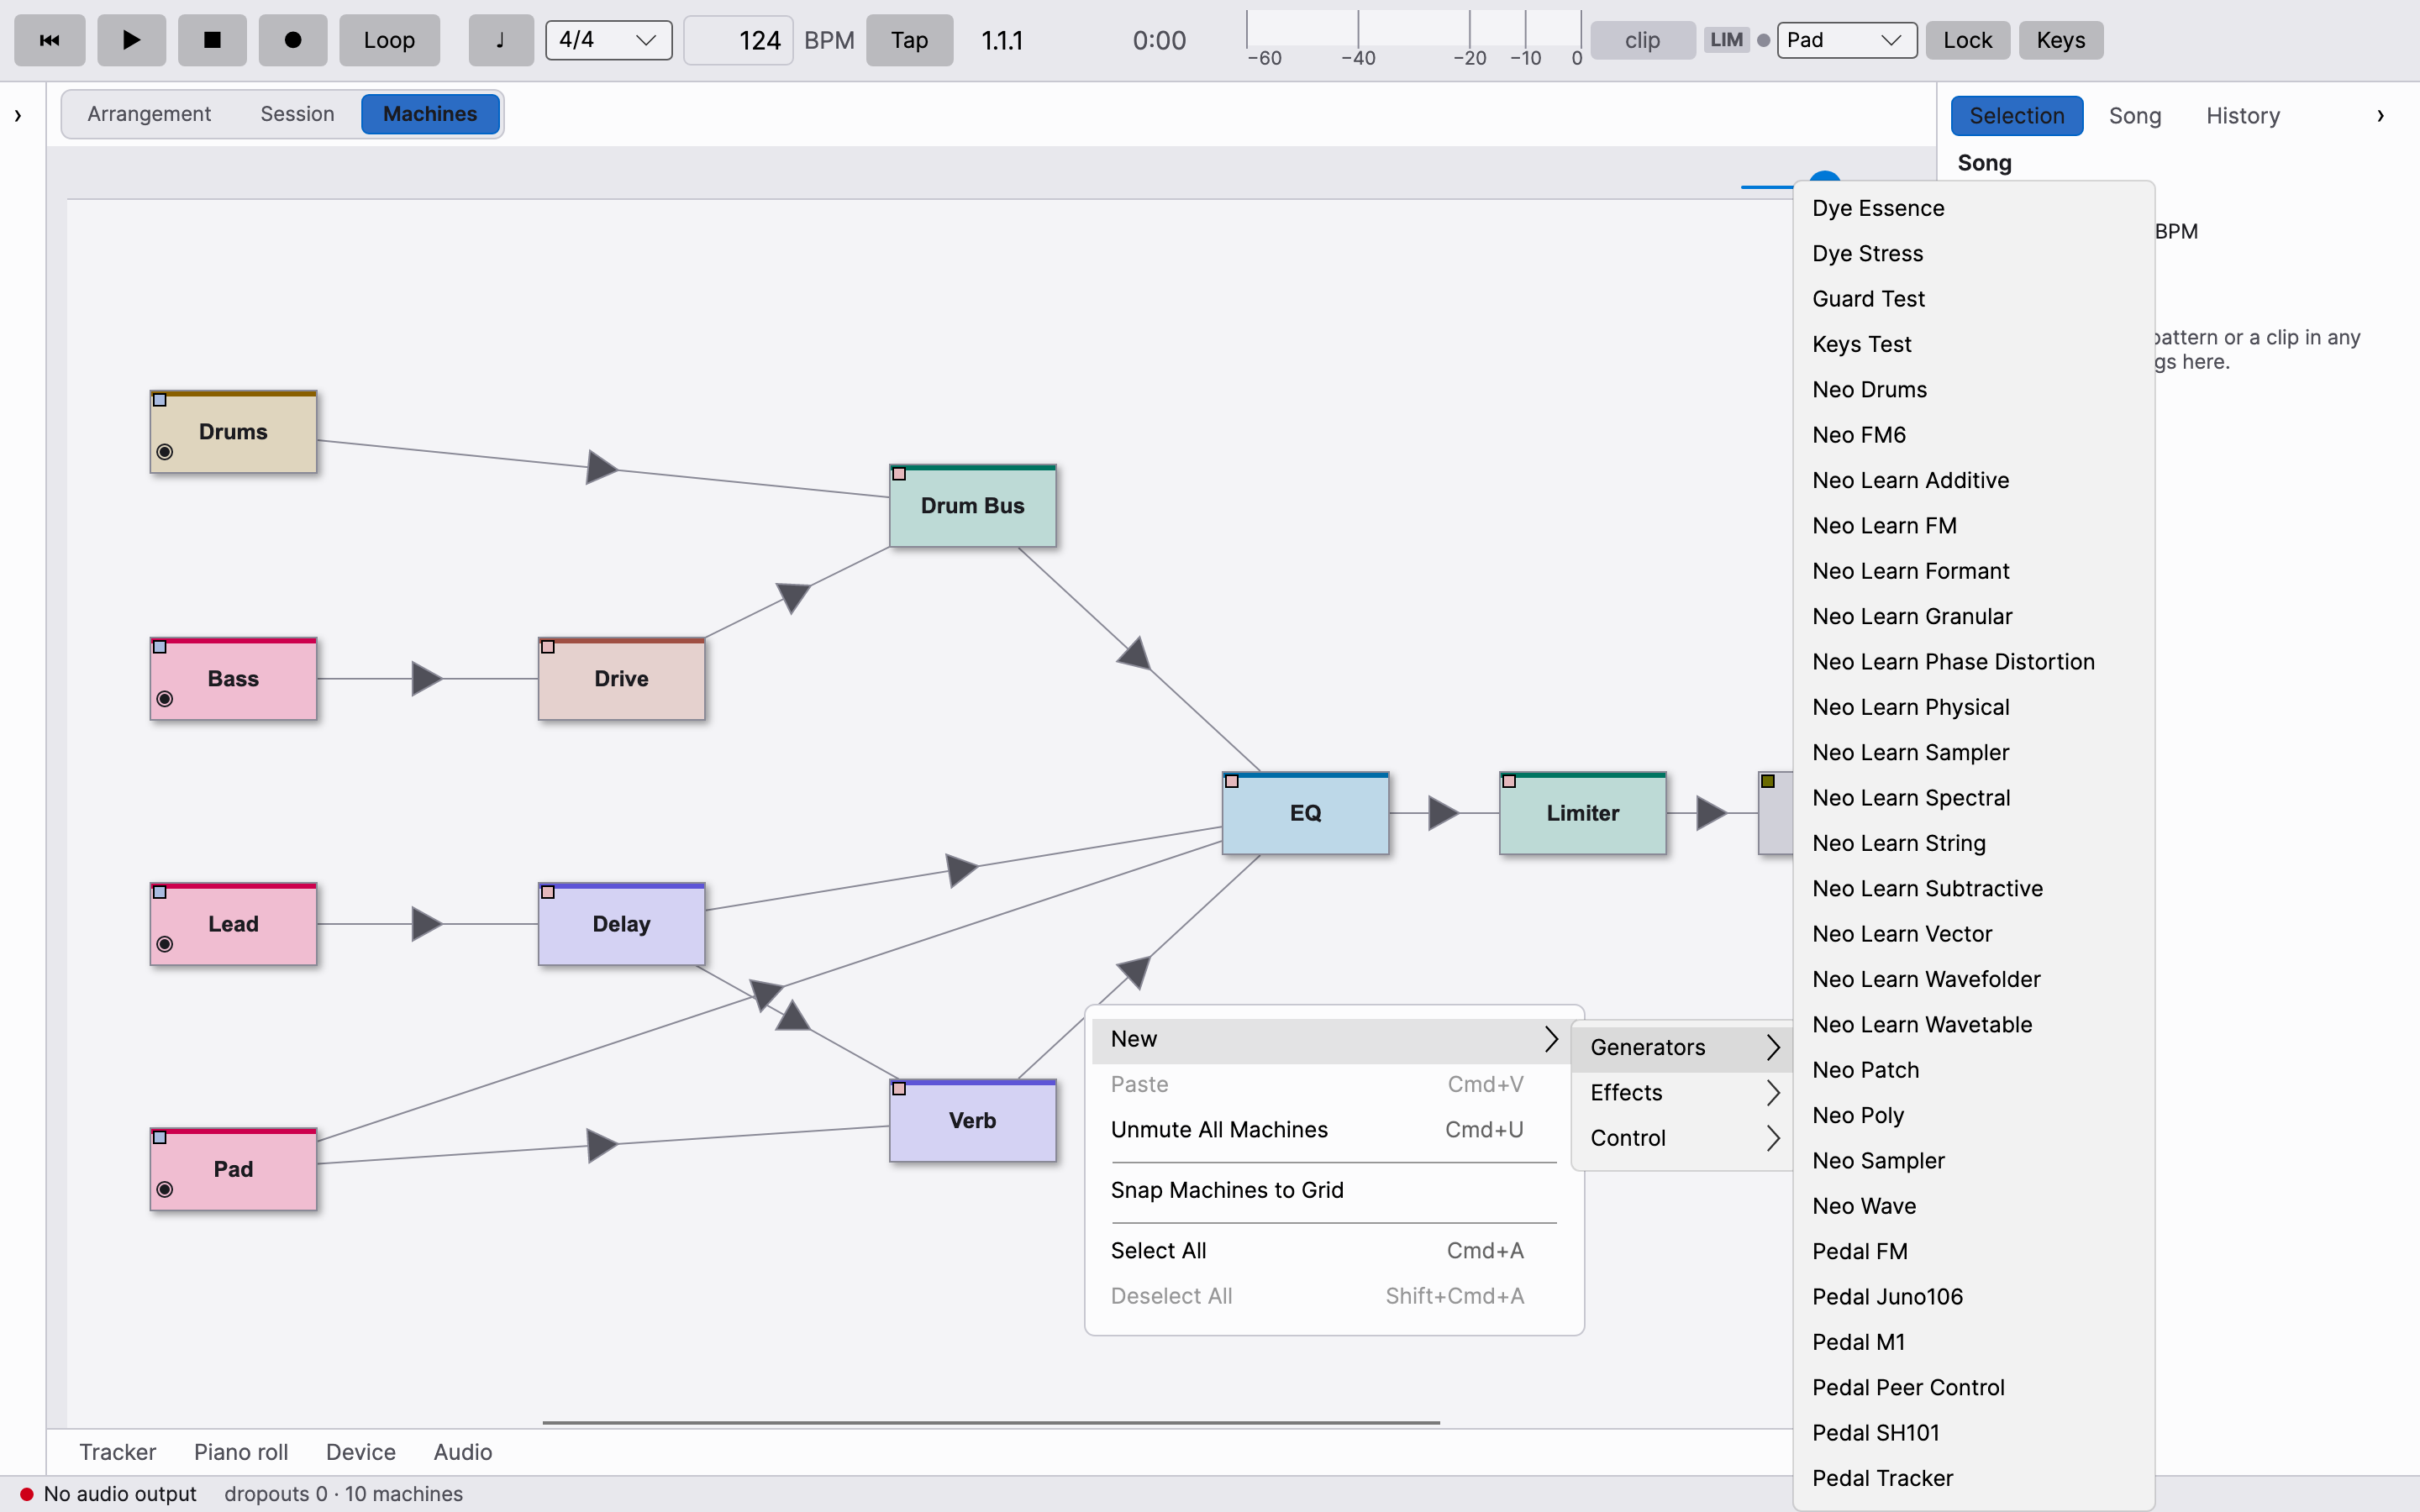 Loop
4/4
124 BPM
Tap
1.1.1
0:00
−60 −40 −20 −10 0
clip
LIM
Pad
Lock
Keys
Arrangement Session Machines
Selection Song History
Song
BPM
pattern or a clip in any
gs here.
Drums
Drum Bus
Bass
Drive
EQ
Limiter
Lead
Delay
Verb
Pad
New
Paste Cmd+V
Unmute All Machines Cmd+U
Snap Machines to Grid
Select All Cmd+A
Deselect All Shift+Cmd+A
Generators
Effects
Control
Dye Essence
Dye Stress
Guard Test
Keys Test
Neo Drums
Neo FM6
Neo Learn Additive
Neo Learn FM
Neo Learn Formant
Neo Learn Granular
Neo Learn Phase Distortion
Neo Learn Physical
Neo Learn Sampler
Neo Learn Spectral
Neo Learn String
Neo Learn Subtractive
Neo Learn Vector
Neo Learn Wavefolder
Neo Learn Wavetable
Neo Patch
Neo Poly
Neo Sampler
Neo Wave
Pedal FM
Pedal Juno106
Pedal M1
Pedal Peer Control
Pedal SH101
Pedal Tracker
Tracker Piano roll Device Audio
No audio output dropouts 0 · 10 machines